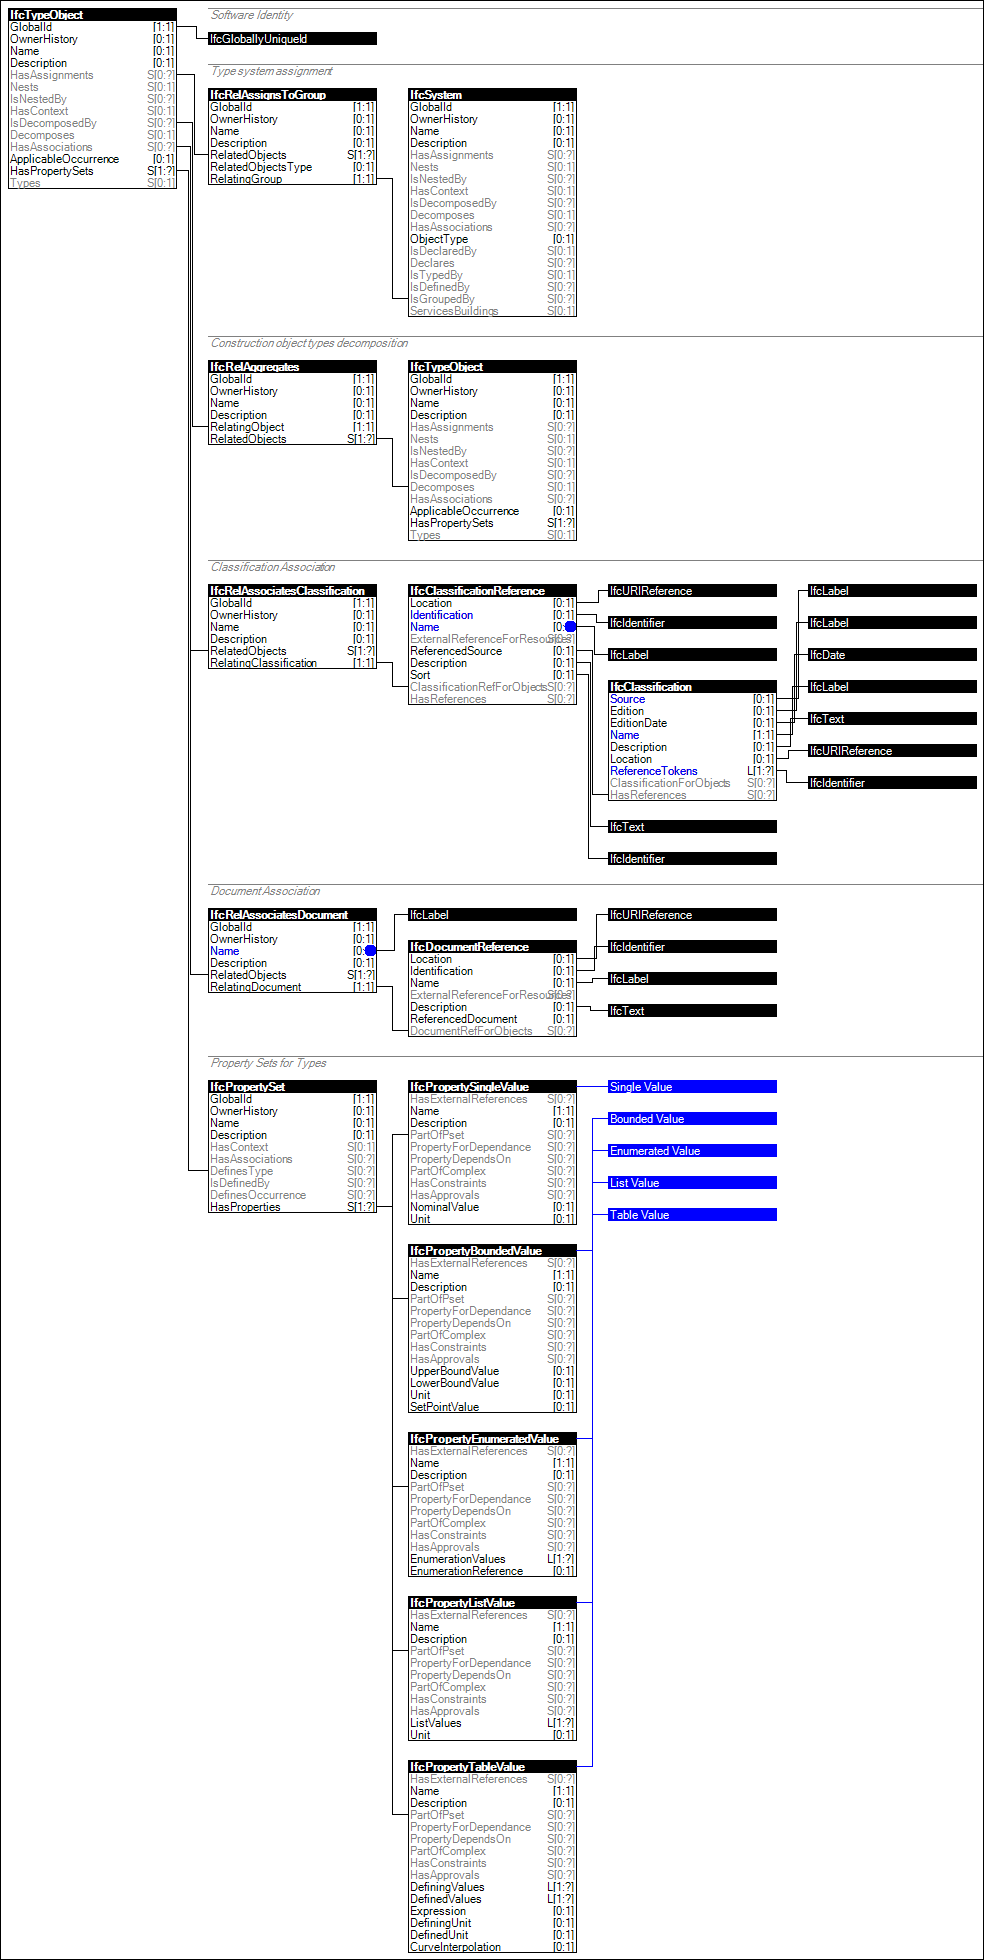 IfcTypeObject
GlobalId [1:1]
OwnerHistory [0:1]
Name [0:1]
Description [0:1]
HasAssignments S[0:?]
Nests S[0:1]
IsNestedBy S[0:?]
HasContext S[0:1]
IsDecomposedBy S[0:?]
Decomposes S[0:1]
HasAssociations S[0:?]
ApplicableOccurrence [0:1]
HasPropertySets S[1:?]
Types S[0:1]
Software Identity
IfcGloballyUniqueId
Type system assignment
IfcRelAssignsToGroup
GlobalId [1:1]
OwnerHistory [0:1]
Name [0:1]
Description [0:1]
RelatedObjects S[1:?]
RelatedObjectsType [0:1]
RelatingGroup [1:1]
IfcSystem
GlobalId [1:1]
OwnerHistory [0:1]
Name [0:1]
Description [0:1]
HasAssignments S[0:?]
Nests S[0:1]
IsNestedBy S[0:?]
HasContext S[0:1]
IsDecomposedBy S[0:?]
Decomposes S[0:1]
HasAssociations S[0:?]
ObjectType [0:1]
IsDeclaredBy S[0:1]
Declares S[0:?]
IsTypedBy S[0:1]
IsDefinedBy S[0:?]
IsGroupedBy S[0:?]
ServicesBuildings S[0:1]
Construction object types decomposition
IfcRelAggregates
GlobalId [1:1]
OwnerHistory [0:1]
Name [0:1]
Description [0:1]
RelatingObject [1:1]
RelatedObjects S[1:?]
IfcTypeObject
GlobalId [1:1]
OwnerHistory [0:1]
Name [0:1]
Description [0:1]
HasAssignments S[0:?]
Nests S[0:1]
IsNestedBy S[0:?]
HasContext S[0:1]
IsDecomposedBy S[0:?]
Decomposes S[0:1]
HasAssociations S[0:?]
ApplicableOccurrence [0:1]
HasPropertySets S[1:?]
Types S[0:1]
Classification Association
IfcRelAssociatesClassification
GlobalId [1:1]
OwnerHistory [0:1]
Name [0:1]
Description [0:1]
RelatedObjects S[1:?]
RelatingClassification [1:1]
IfcClassificationReference
Location [0:1]
Identification [0:1]
Name [0:
ExternalReferenceForResources S[0:?]
ReferencedSource [0:1]
Description [0:1]
Sort [0:1]
ClassificationRefForObjects S[0:?]
HasReferences S[0:?]
IfcURIReference
IfcIdentifier
IfcLabel
IfcClassification
Source [0:1]
Edition [0:1]
EditionDate [0:1]
Name [1:1]
Description [0:1]
Location [0:1]
ReferenceTokens L[1:?]
ClassificationForObjects S[0:?]
HasReferences S[0:?]
IfcText
IfcIdentifier
IfcLabel
IfcLabel
IfcDate
IfcLabel
IfcText
IfcURIReference
IfcIdentifier
Document Association
IfcRelAssociatesDocument
GlobalId [1:1]
OwnerHistory [0:1]
Name [0:
Description [0:1]
RelatedObjects S[1:?]
RelatingDocument [1:1]
IfcLabel
IfcDocumentReference
Location [0:1]
Identification [0:1]
Name [0:1]
ExternalReferenceForResources S[0:?]
Description [0:1]
ReferencedDocument [0:1]
DocumentRefForObjects S[0:?]
IfcURIReference
IfcIdentifier
IfcLabel
IfcText
Property Sets for Types
IfcPropertySet
GlobalId [1:1]
OwnerHistory [0:1]
Name [0:1]
Description [0:1]
HasContext S[0:1]
HasAssociations S[0:?]
DefinesType S[0:?]
IsDefinedBy S[0:?]
DefinesOccurrence S[0:?]
HasProperties S[1:?]
IfcPropertySingleValue
HasExternalReferences S[0:?]
Name [1:1]
Description [0:1]
PartOfPset S[0:?]
PropertyForDependance S[0:?]
PropertyDependsOn S[0:?]
PartOfComplex S[0:?]
HasConstraints S[0:?]
HasApprovals S[0:?]
NominalValue [0:1]
Unit [0:1]
IfcPropertyBoundedValue
HasExternalReferences S[0:?]
Name [1:1]
Description [0:1]
PartOfPset S[0:?]
PropertyForDependance S[0:?]
PropertyDependsOn S[0:?]
PartOfComplex S[0:?]
HasConstraints S[0:?]
HasApprovals S[0:?]
UpperBoundValue [0:1]
LowerBoundValue [0:1]
Unit [0:1]
SetPointValue [0:1]
IfcPropertyEnumeratedValue
HasExternalReferences S[0:?]
Name [1:1]
Description [0:1]
PartOfPset S[0:?]
PropertyForDependance S[0:?]
PropertyDependsOn S[0:?]
PartOfComplex S[0:?]
HasConstraints S[0:?]
HasApprovals S[0:?]
EnumerationValues L[1:?]
EnumerationReference [0:1]
IfcPropertyListValue
HasExternalReferences S[0:?]
Name [1:1]
Description [0:1]
PartOfPset S[0:?]
PropertyForDependance S[0:?]
PropertyDependsOn S[0:?]
PartOfComplex S[0:?]
HasConstraints S[0:?]
HasApprovals S[0:?]
ListValues L[1:?]
Unit [0:1]
IfcPropertyTableValue
HasExternalReferences S[0:?]
Name [1:1]
Description [0:1]
PartOfPset S[0:?]
PropertyForDependance S[0:?]
PropertyDependsOn S[0:?]
PartOfComplex S[0:?]
HasConstraints S[0:?]
HasApprovals S[0:?]
DefiningValues L[1:?]
DefinedValues L[1:?]
Expression [0:1]
DefiningUnit [0:1]
DefinedUnit [0:1]
CurveInterpolation [0:1]
Single Value
Bounded Value
Enumerated Value
List Value
Table Value